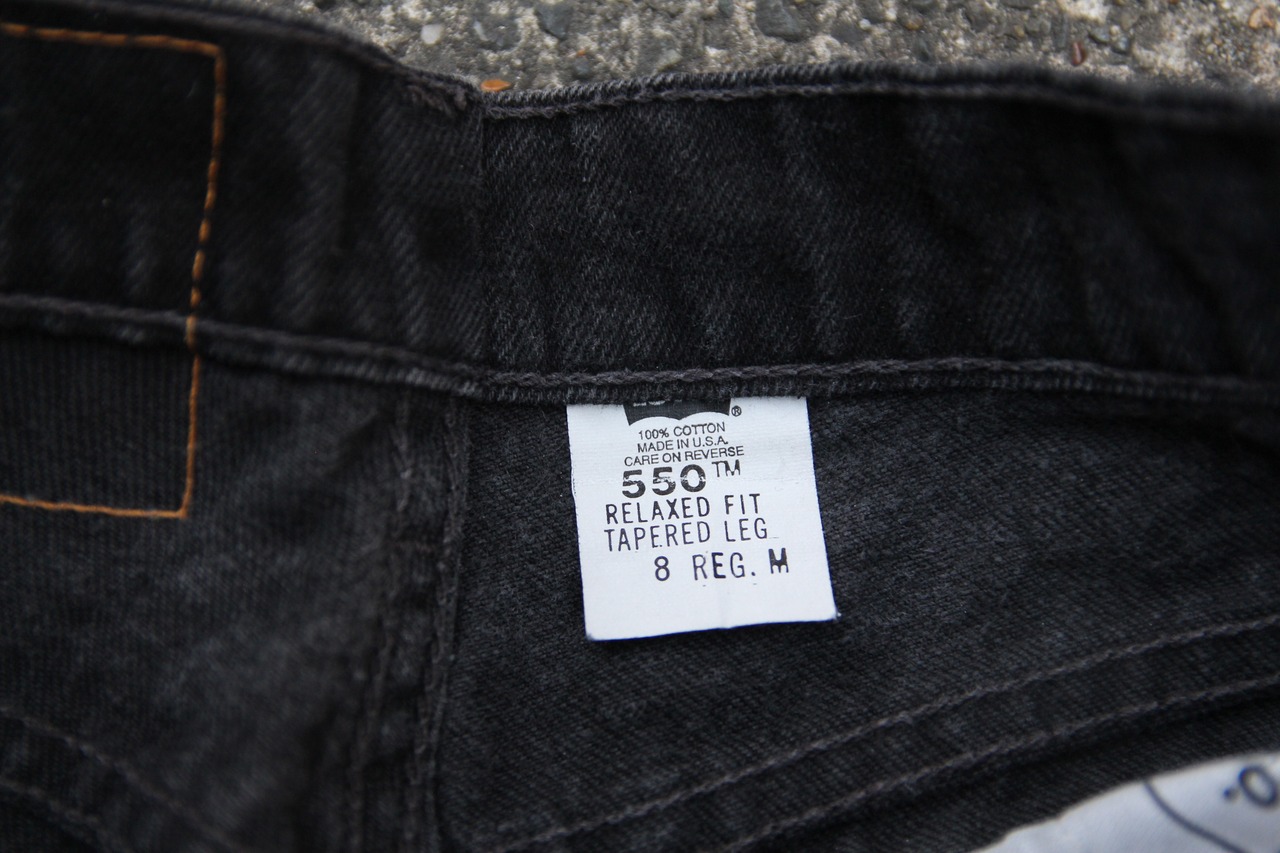 ®
100% COTTON
MADE IN U.S.A.
CARE ON REVERSE
550™
RELAXED FIT
TAPERED LEG
8 REG. M